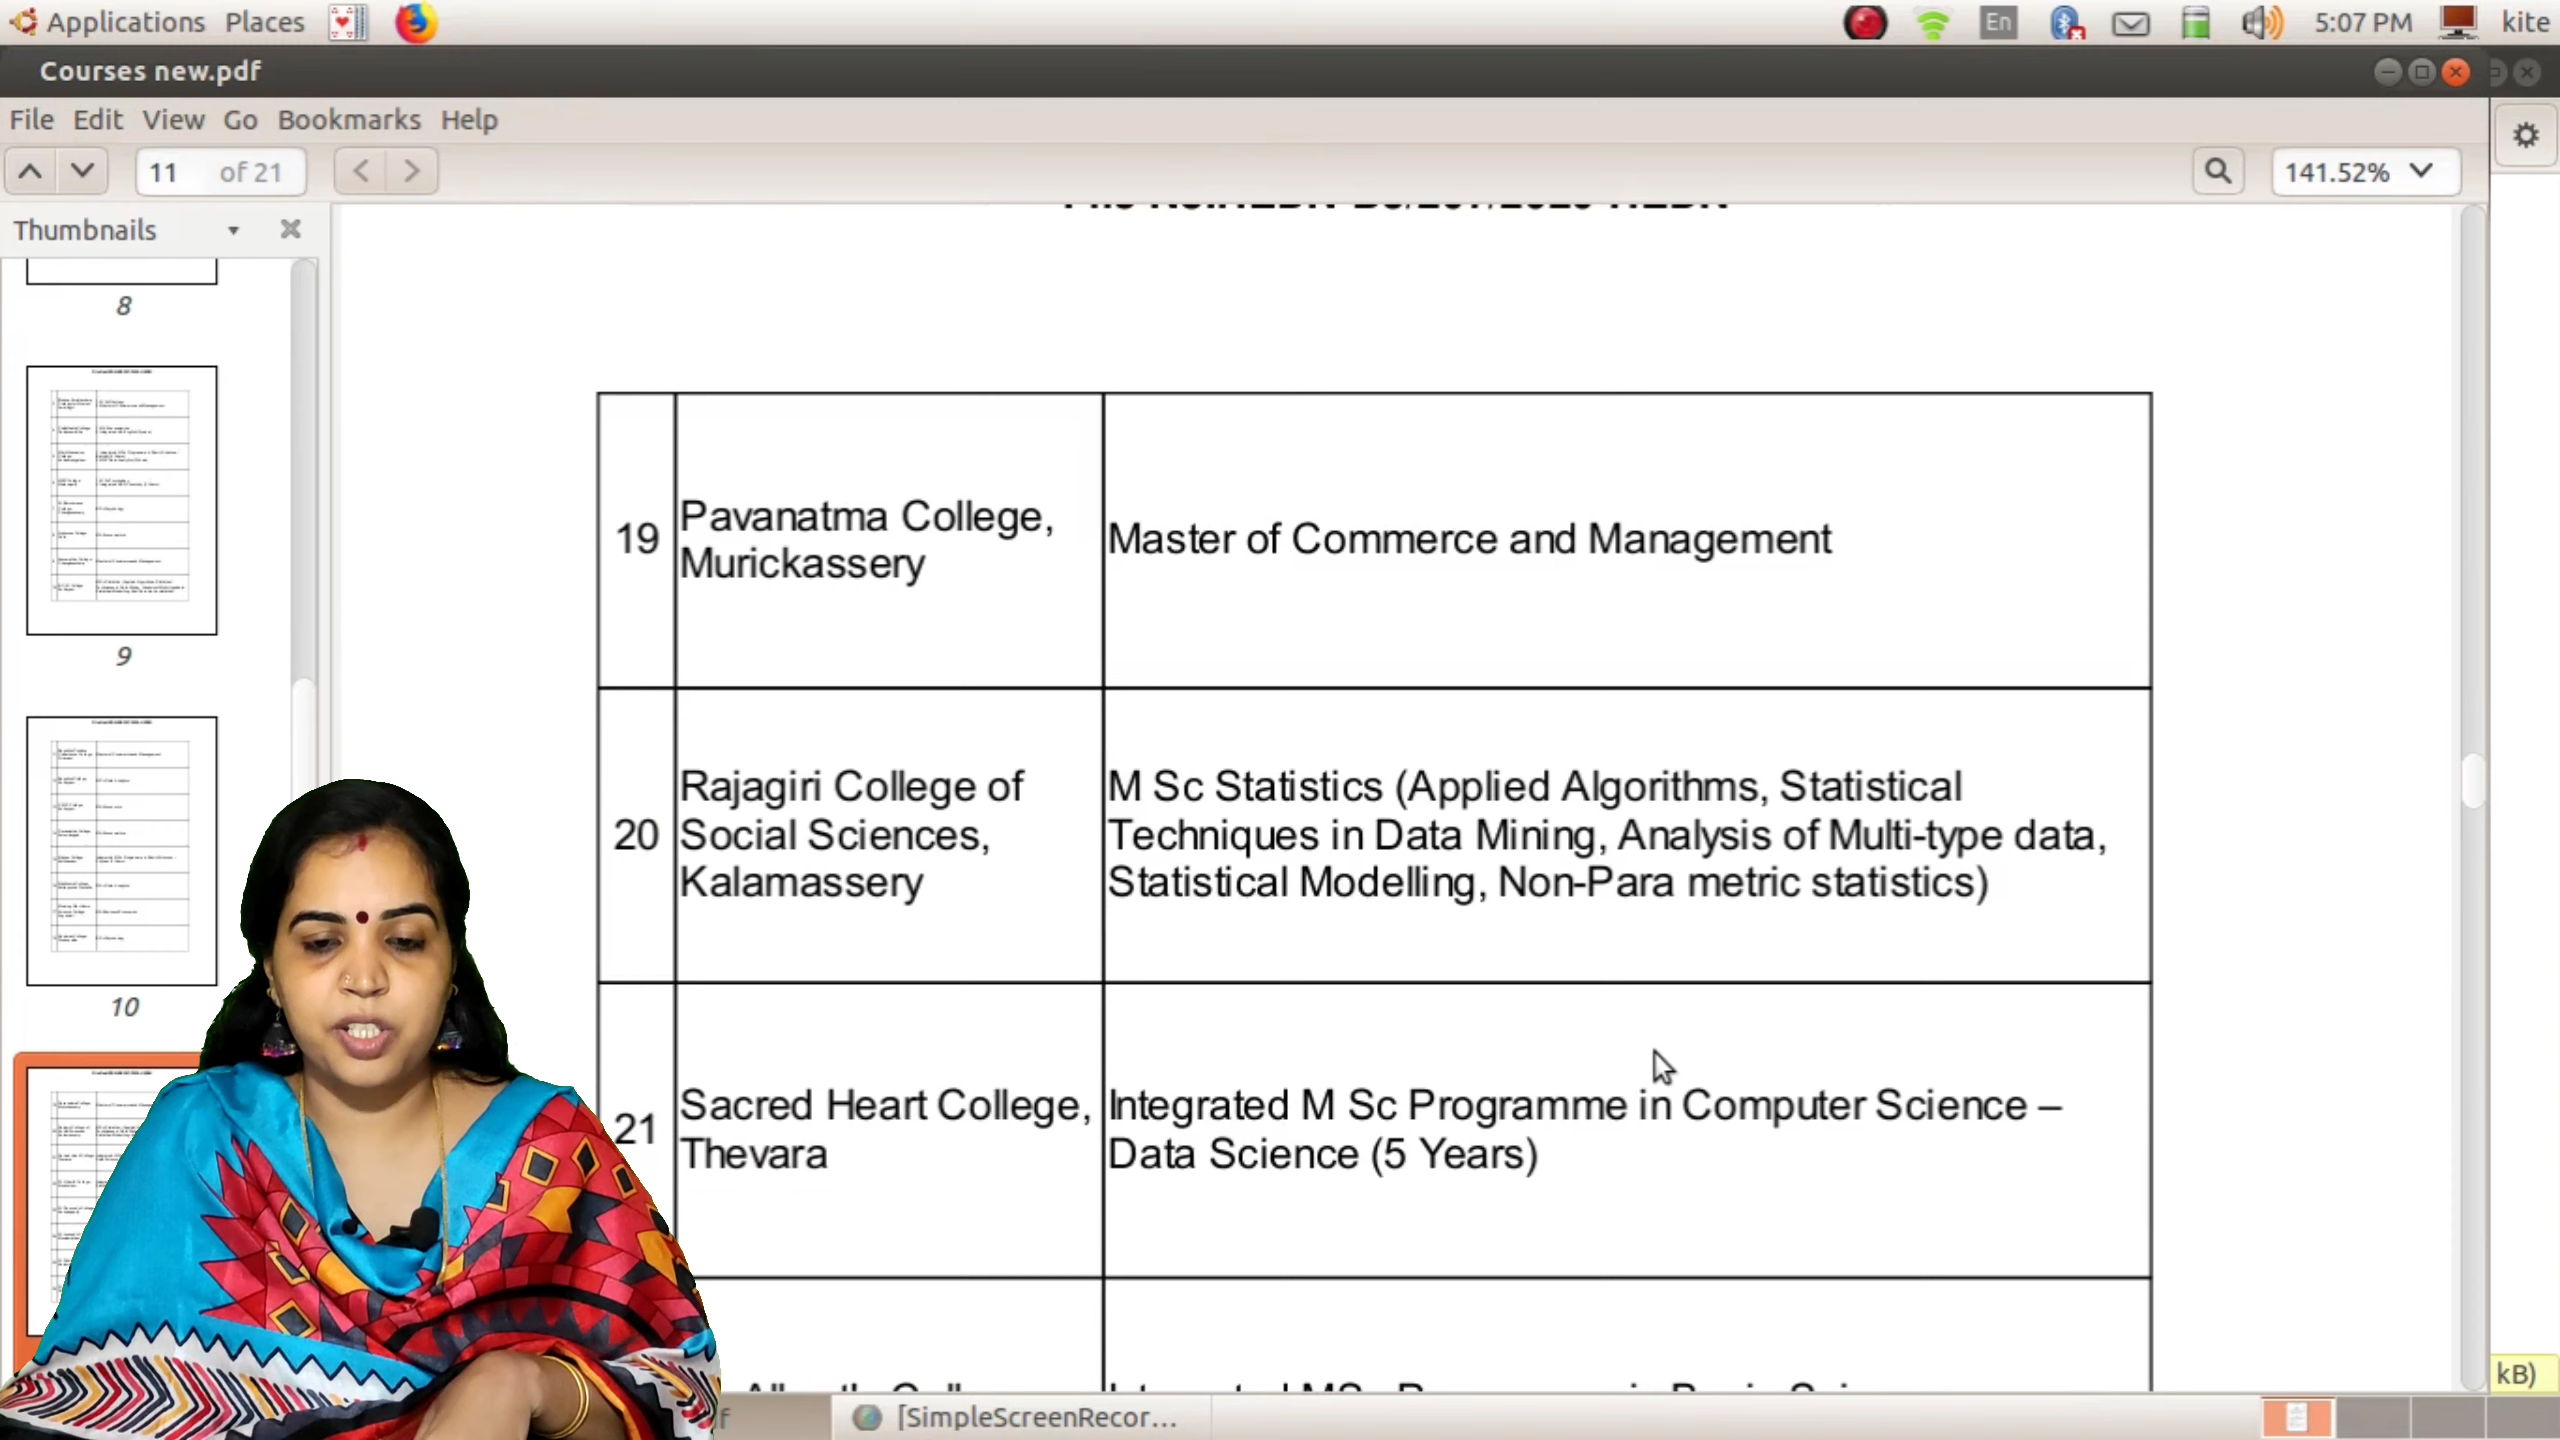 Applications Places
En 5:07 PM kite
Courses new.pdf
File Edit View Go Bookmarks Help
11 of 21
141.52%
Thumbnails
8
9
10
19 Pavanatma College, Murickassery
Master of Commerce and Management
20 Rajagiri College of Social Sciences, Kalamassery
M Sc Statistics (Applied Algorithms, Statistical
Techniques in Data Mining, Analysis of Multi-type data,
Statistical Modelling, Non-Para metric statistics)
21 Sacred Heart College, Thevara
Integrated M Sc Programme in Computer Science –
Data Science (5 Years)
kB)
[SimpleScreenRecor...